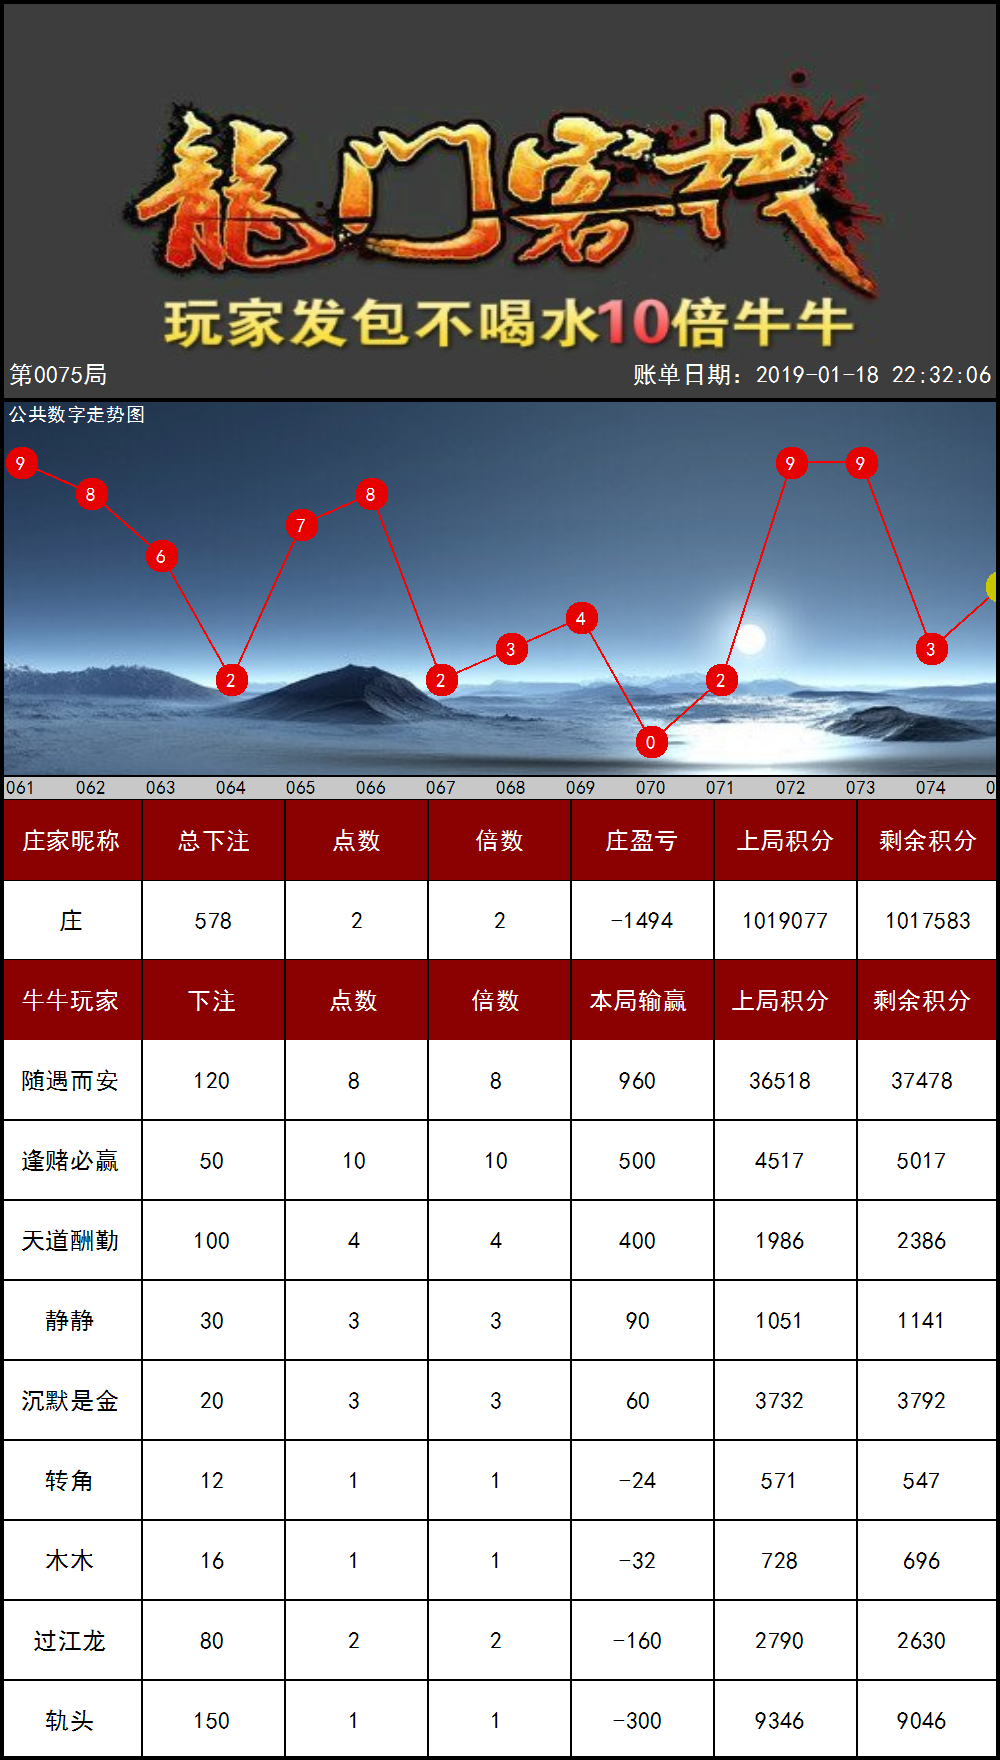 龍门客栈
玩家发包不喝水10倍牛牛
第0075局 账单日期：2019-01-18 22:32:06
公共数字走势图
9 8 6 2 7 8 2 3 4 0 2 9 9 3
061 062 063 064 065 066 067 068 069 070 071 072 073 074 0
庄家昵称 总下注 点数 倍数 庄盈亏 上局积分 剩余积分
庄 578 2 2 -1494 1019077 1017583
牛牛玩家 下注 点数 倍数 本局输赢 上局积分 剩余积分
随遇而安 120 8 8 960 36518 37478
逢赌必赢 50 10 10 500 4517 5017
天道酬勤 100 4 4 400 1986 2386
静静 30 3 3 90 1051 1141
沉默是金 20 3 3 60 3732 3792
转角 12 1 1 -24 571 547
木木 16 1 1 -32 728 696
过江龙 80 2 2 -160 2790 2630
轨头 150 1 1 -300 9346 9046